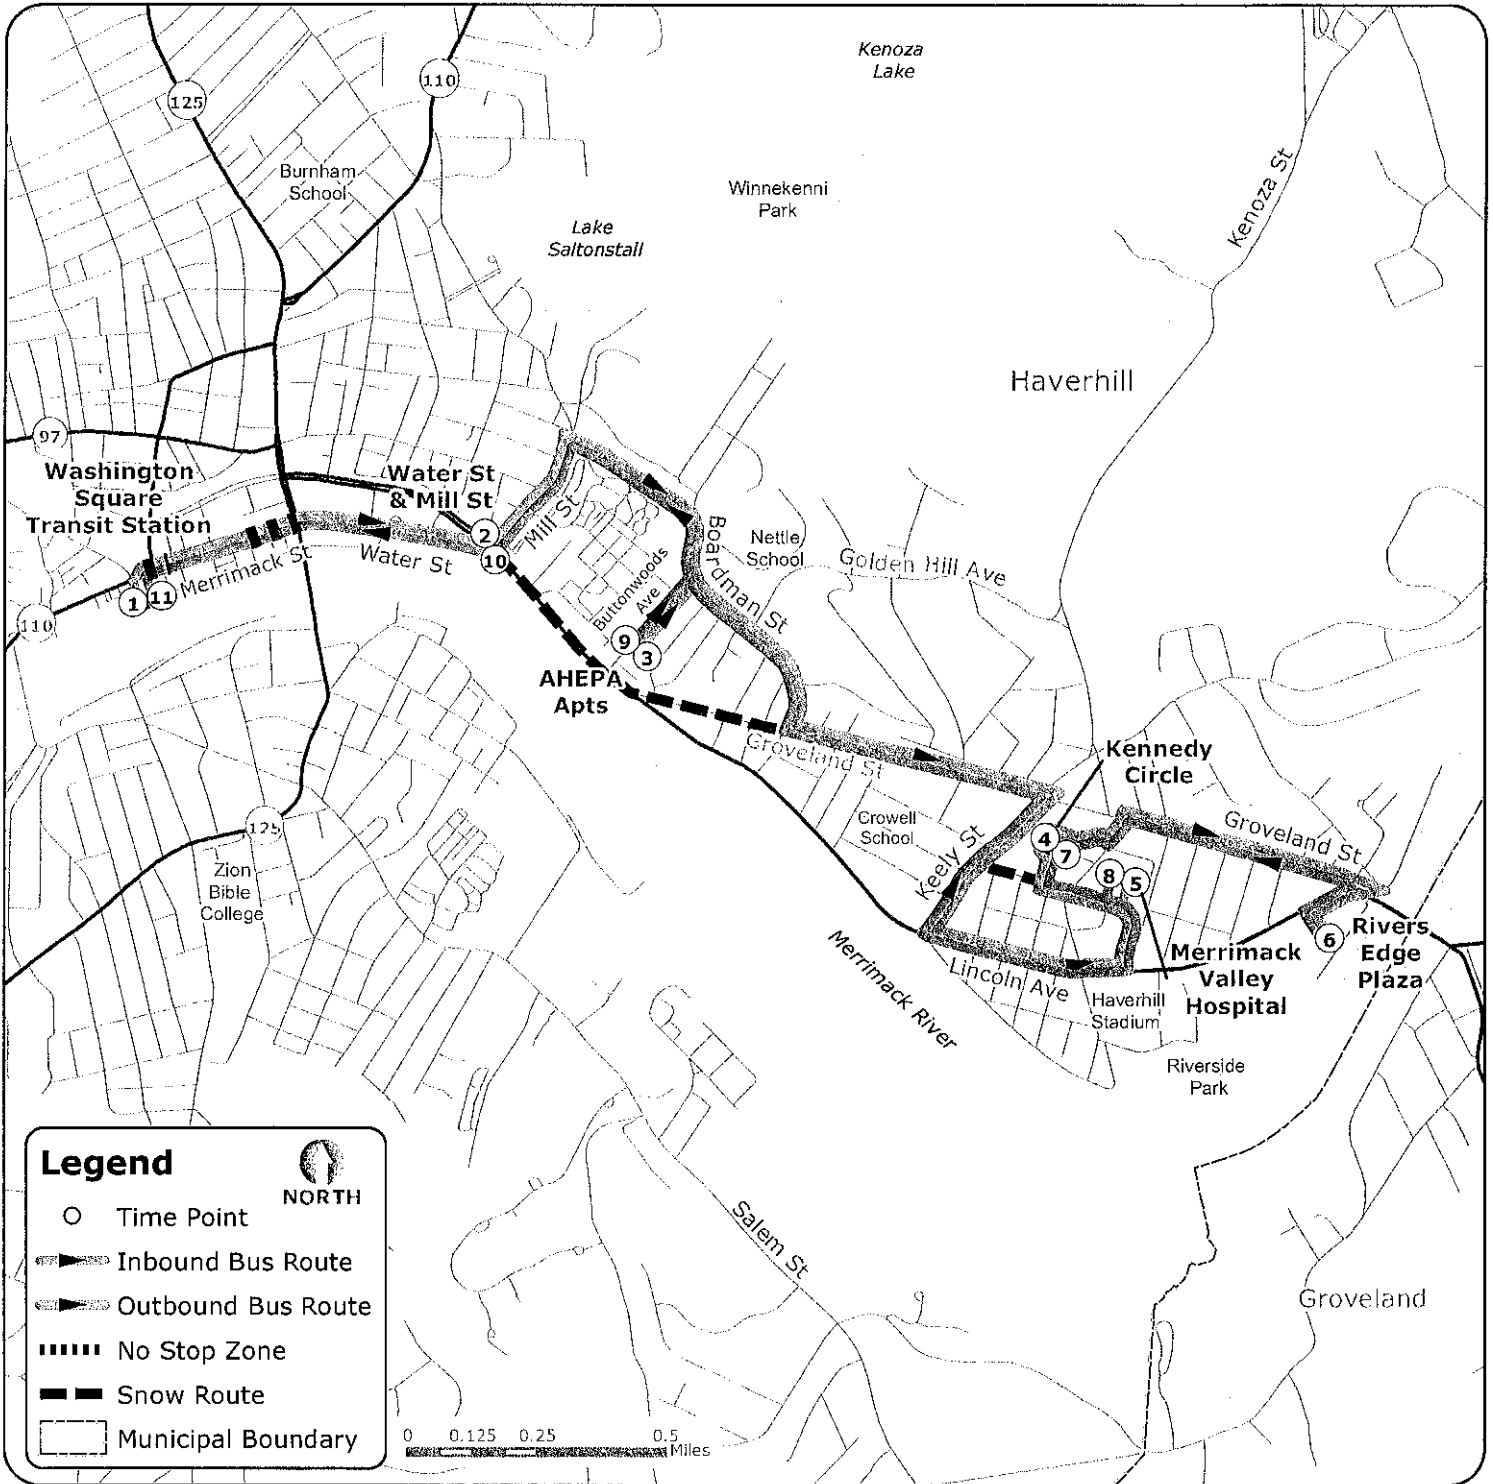 Kenoza
Lake
110
125
Burnham
School
Winnekenni
Park
Kenoza St
Lake
Saltonstall
Haverhill
97
Washington
Square
Transit Station
Water St
& Mill St
2
10
Mill St
Water St
Merrimack St
1
11
110
Boardman St
Nettle
School
Golden Hill Ave
Buttonwoods
Ave
9
3
AHEPA
Apts
Groveland St
Kennedy
Circle
Crowell
School
4
7
Groveland St
8
5
Keely St
125
Zion
Bible
College
6
Rivers
Edge
Plaza
Merrimack
Valley
Hospital
Merrimack River
Lincoln Ave
Haverhill
Stadium
Riverside
Park
Legend
NORTH
Time Point
Inbound Bus Route
Outbound Bus Route
No Stop Zone
Snow Route
Municipal Boundary
Salem St
Groveland
0 0.125 0.25 0.5
Miles